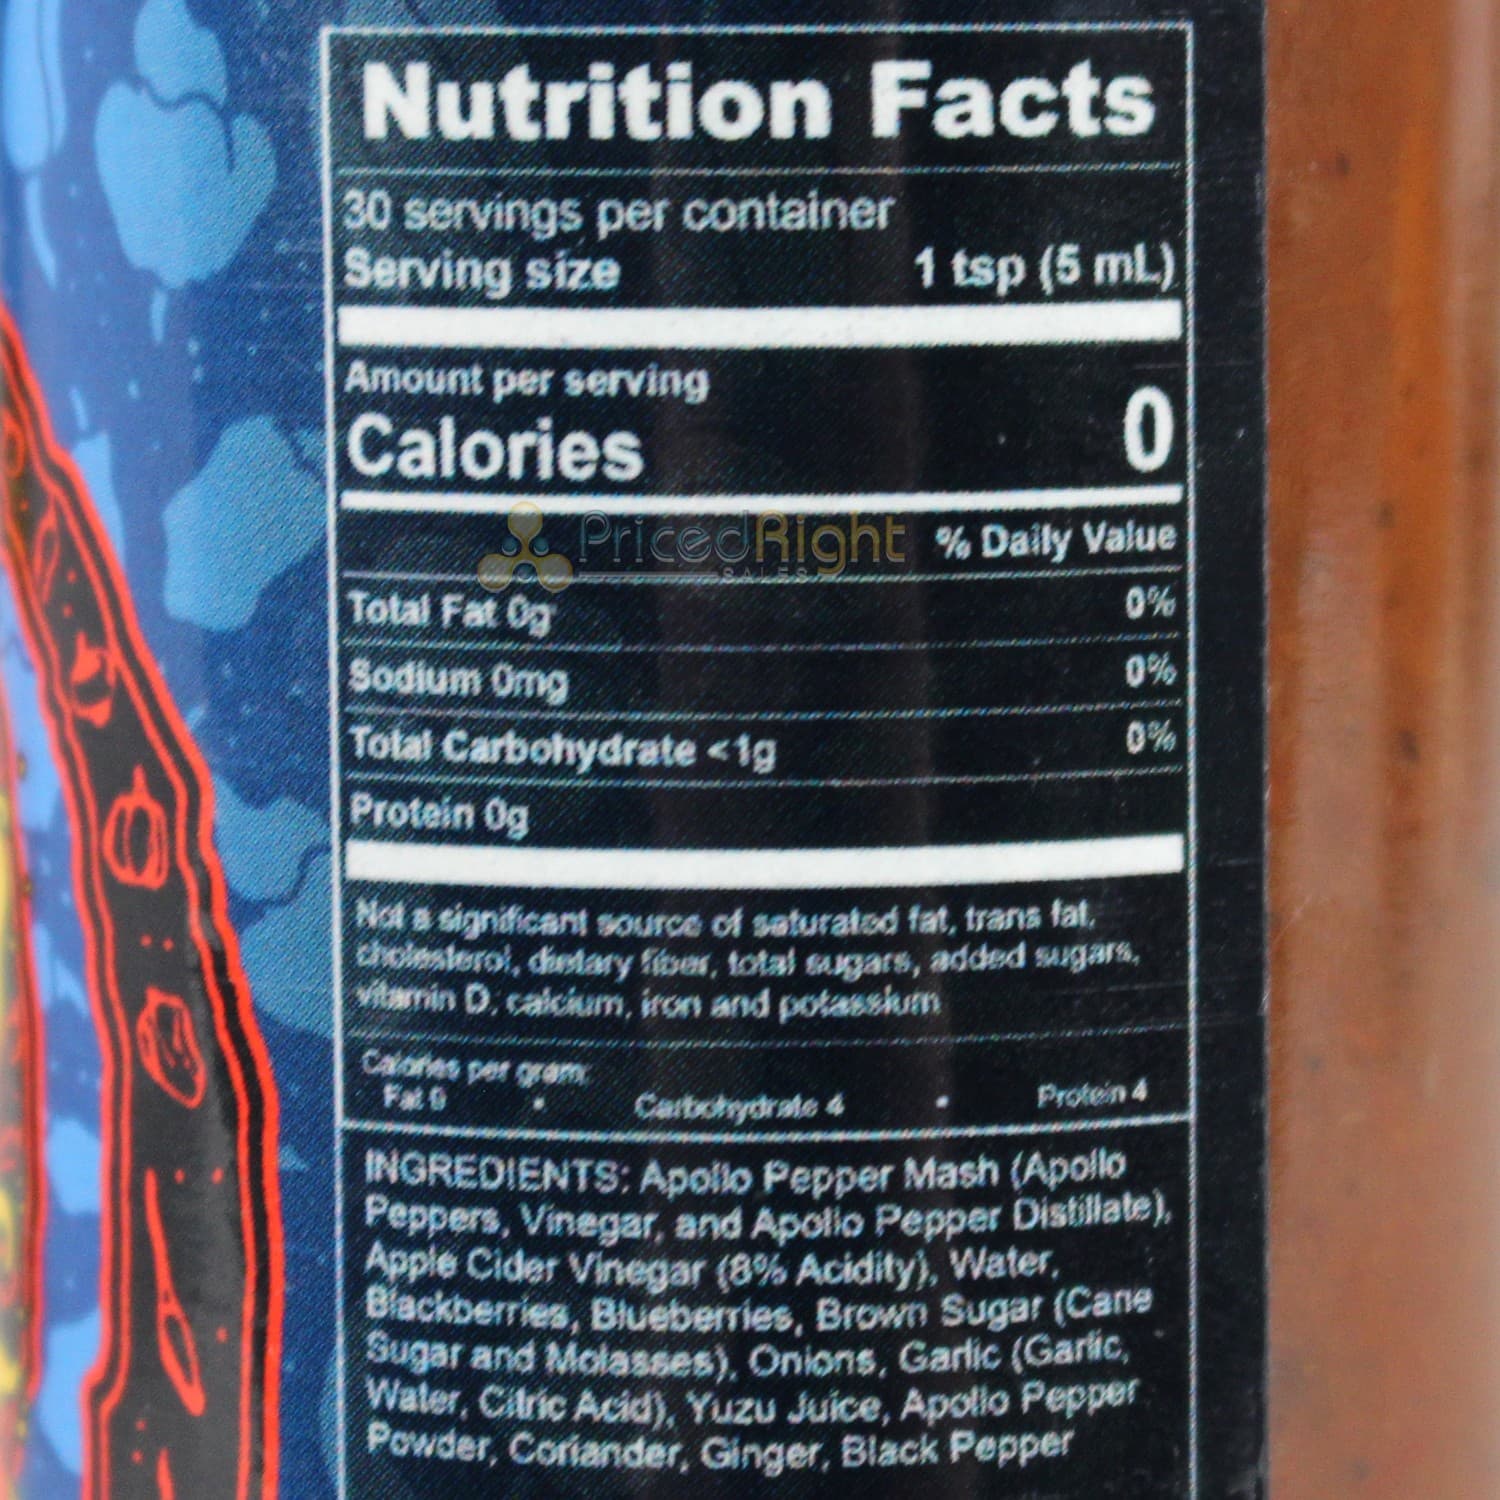 Nutrition Facts
30 servings per container
Serving size 1 tsp (5 mL)
Amount per serving
Calories 0
PricedRight
SALES
% Daily Value
Total Fat 0g 0%
Sodium 0mg 0%
Total Carbohydrate <1g 0%
Protein 0g
Not a significant source of saturated fat, trans fat,
cholesterol, dietary fiber, total sugars, added sugars,
vitamin D, calcium, iron and potassium
Calories per gram:
Fat • Carbohydrate 4 • Protein 4
INGREDIENTS: Apollo Pepper Mash (Apollo
Peppers, Vinegar, and Apollo Pepper Distillate),
Apple Cider Vinegar (8% Acidity), Water,
Blackberries, Blueberries, Brown Sugar (Cane
Sugar and Molasses), Onions, Garlic (Garlic,
Water, Citric Acid), Yuzu Juice, Apollo Pepper
Powder, Coriander, Ginger, Black Pepper